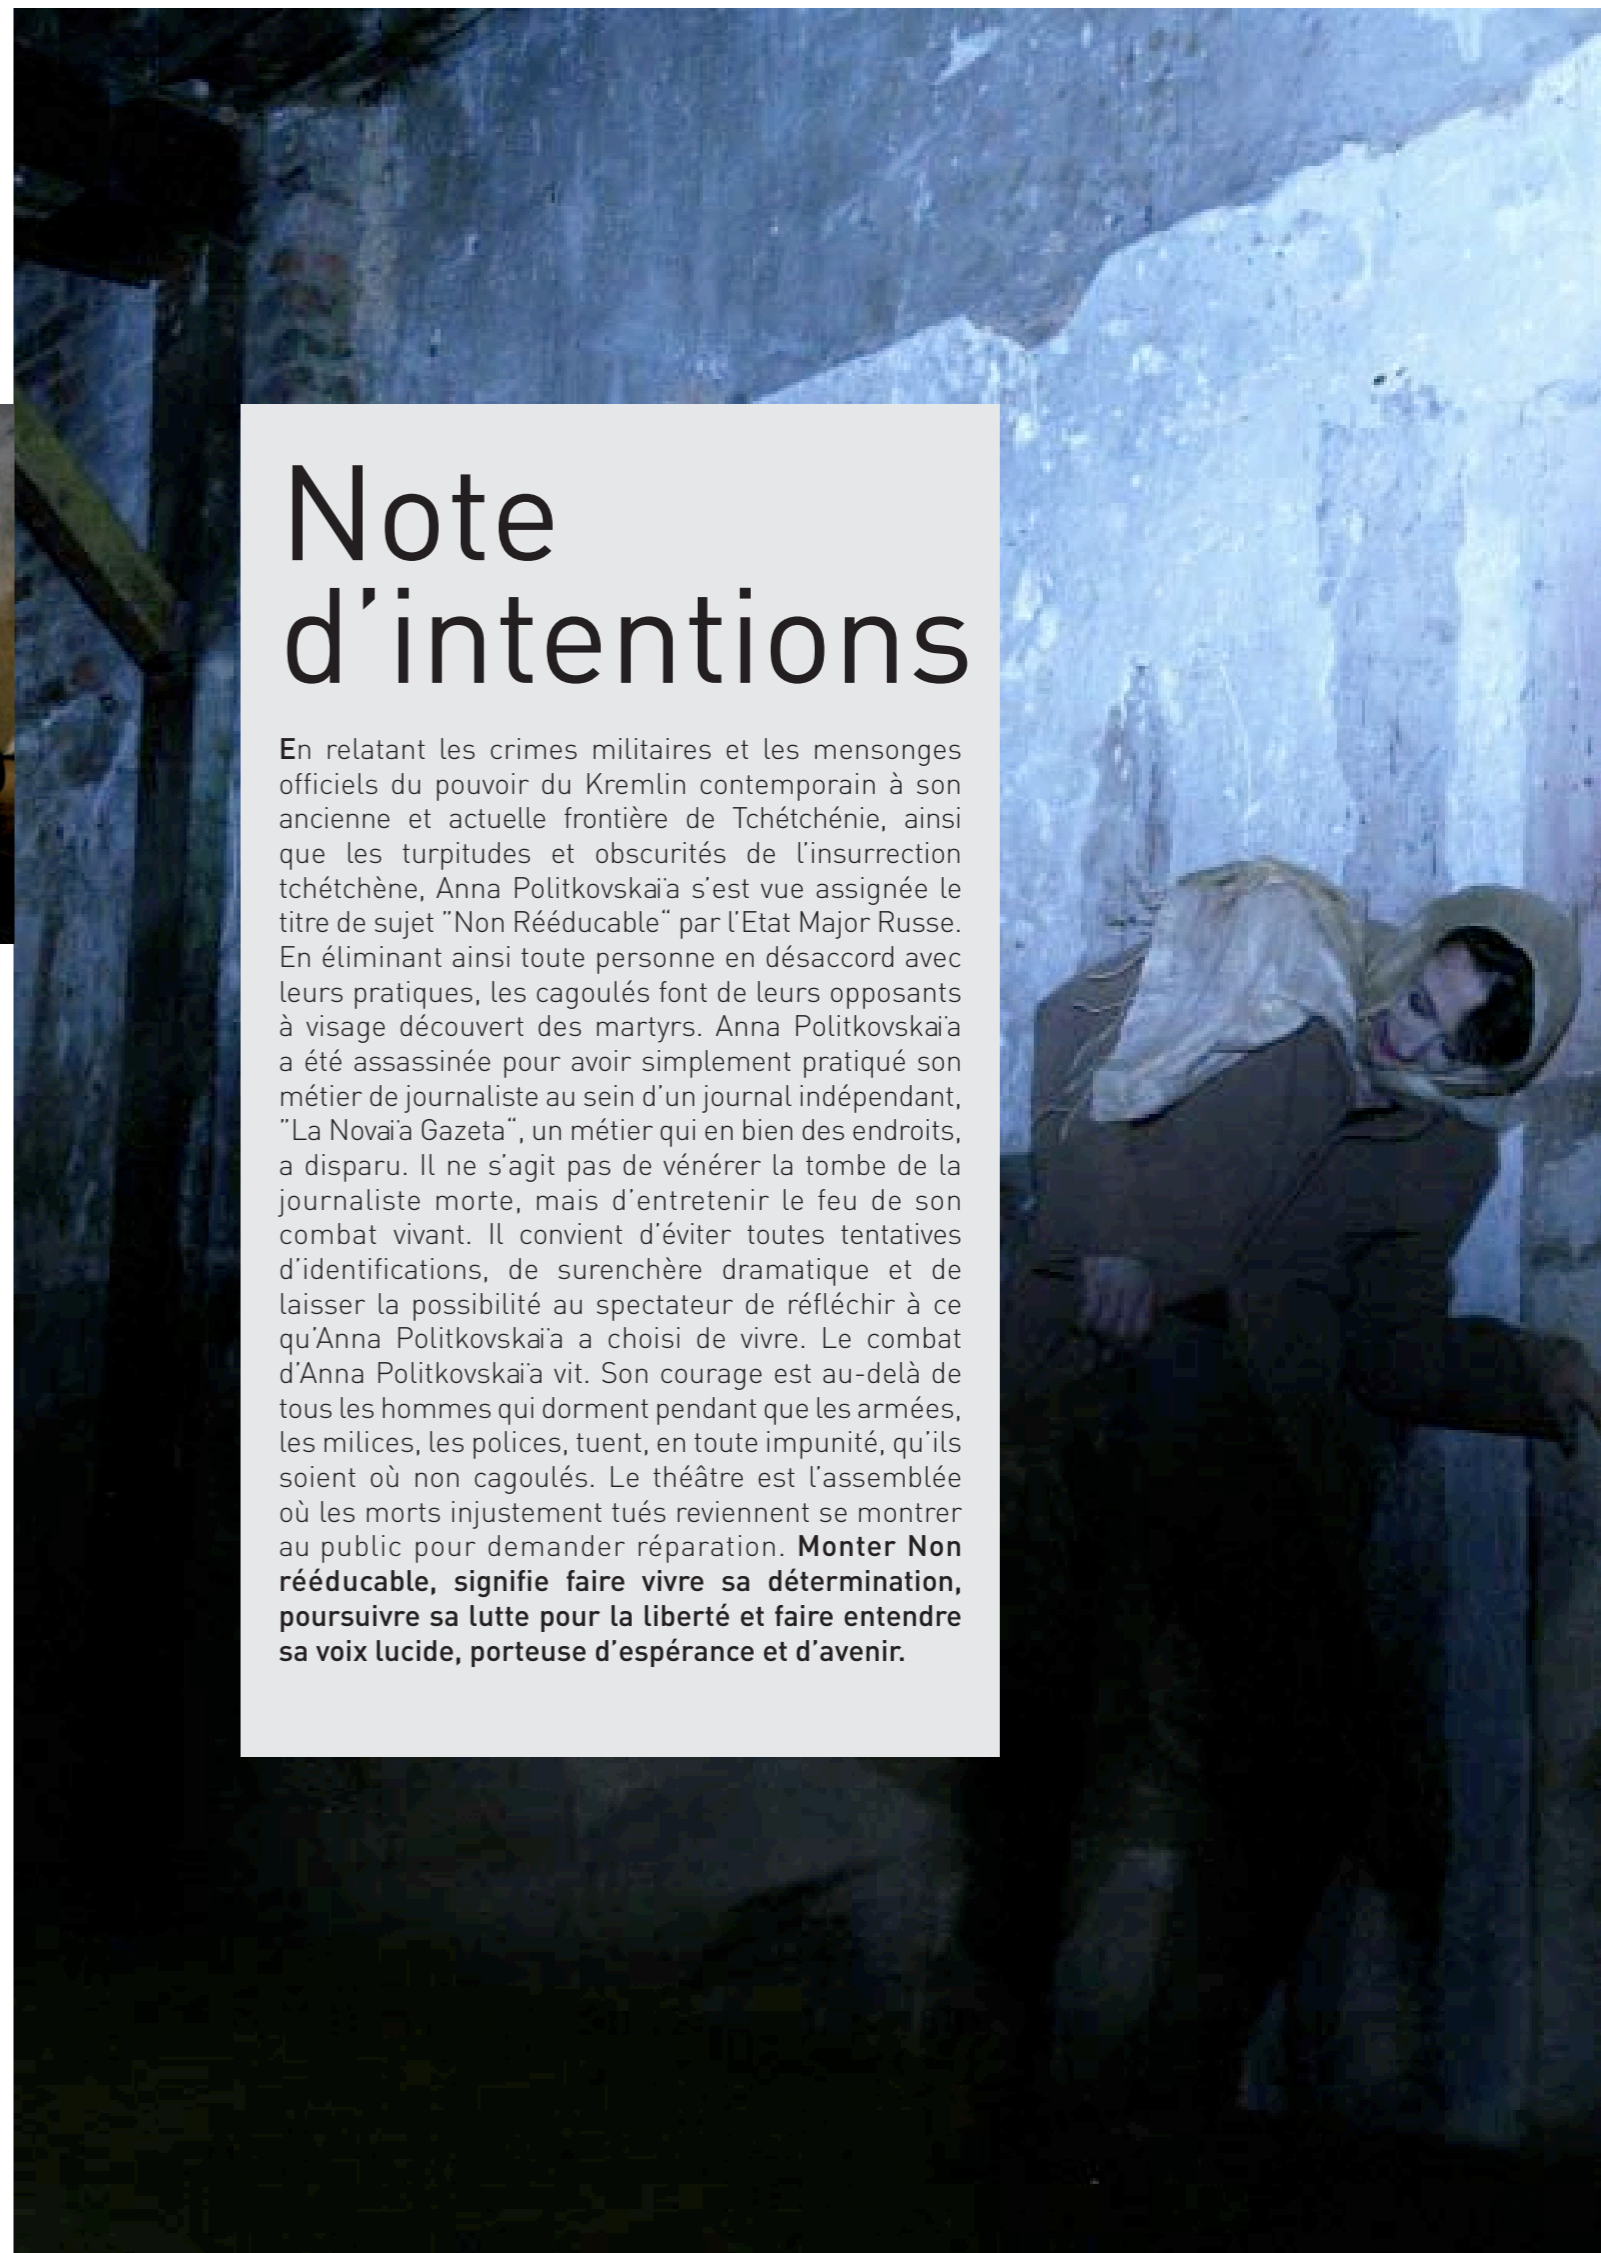 Note
d'intentions
En relatant les crimes militaires et les mensonges
officiels du pouvoir du Kremlin contemporain à son
ancienne et actuelle frontière de Tchétchénie, ainsi
que les turpitudes et obscurités de l'insurrection
tchétchène, Anna Politkovskaïa s'est vue assignée le
titre de sujet "Non Rééducable“ par l'Etat Major Russe.
En éliminant ainsi toute personne en désaccord avec
leurs pratiques, les cagoulés font de leurs opposants
à visage découvert des martyrs. Anna Politkovskaïa
a été assassinée pour avoir simplement pratiqué son
métier de journaliste au sein d'un journal indépendant,
"La Novaïa Gazeta“, un métier qui en bien des endroits,
a disparu. Il ne s'agit pas de vénérer la tombe de la
journaliste morte, mais d'entretenir le feu de son
combat vivant. Il convient d'éviter toutes tentatives
d'identifications, de surenchère dramatique et de
laisser la possibilité au spectateur de réfléchir à ce
qu'Anna Politkovskaïa a choisi de vivre. Le combat
d'Anna Politkovskaïa vit. Son courage est au-delà de
tous les hommes qui dorment pendant que les armées,
les milices, les polices, tuent, en toute impunité, qu'ils
soient où non cagoulés. Le théâtre est l'assemblée
où les morts injustement tués reviennent se montrer
au public pour demander réparation. Monter Non
rééducable, signifie faire vivre sa détermination,
poursuivre sa lutte pour la liberté et faire entendre
sa voix lucide, porteuse d'espérance et d'avenir.